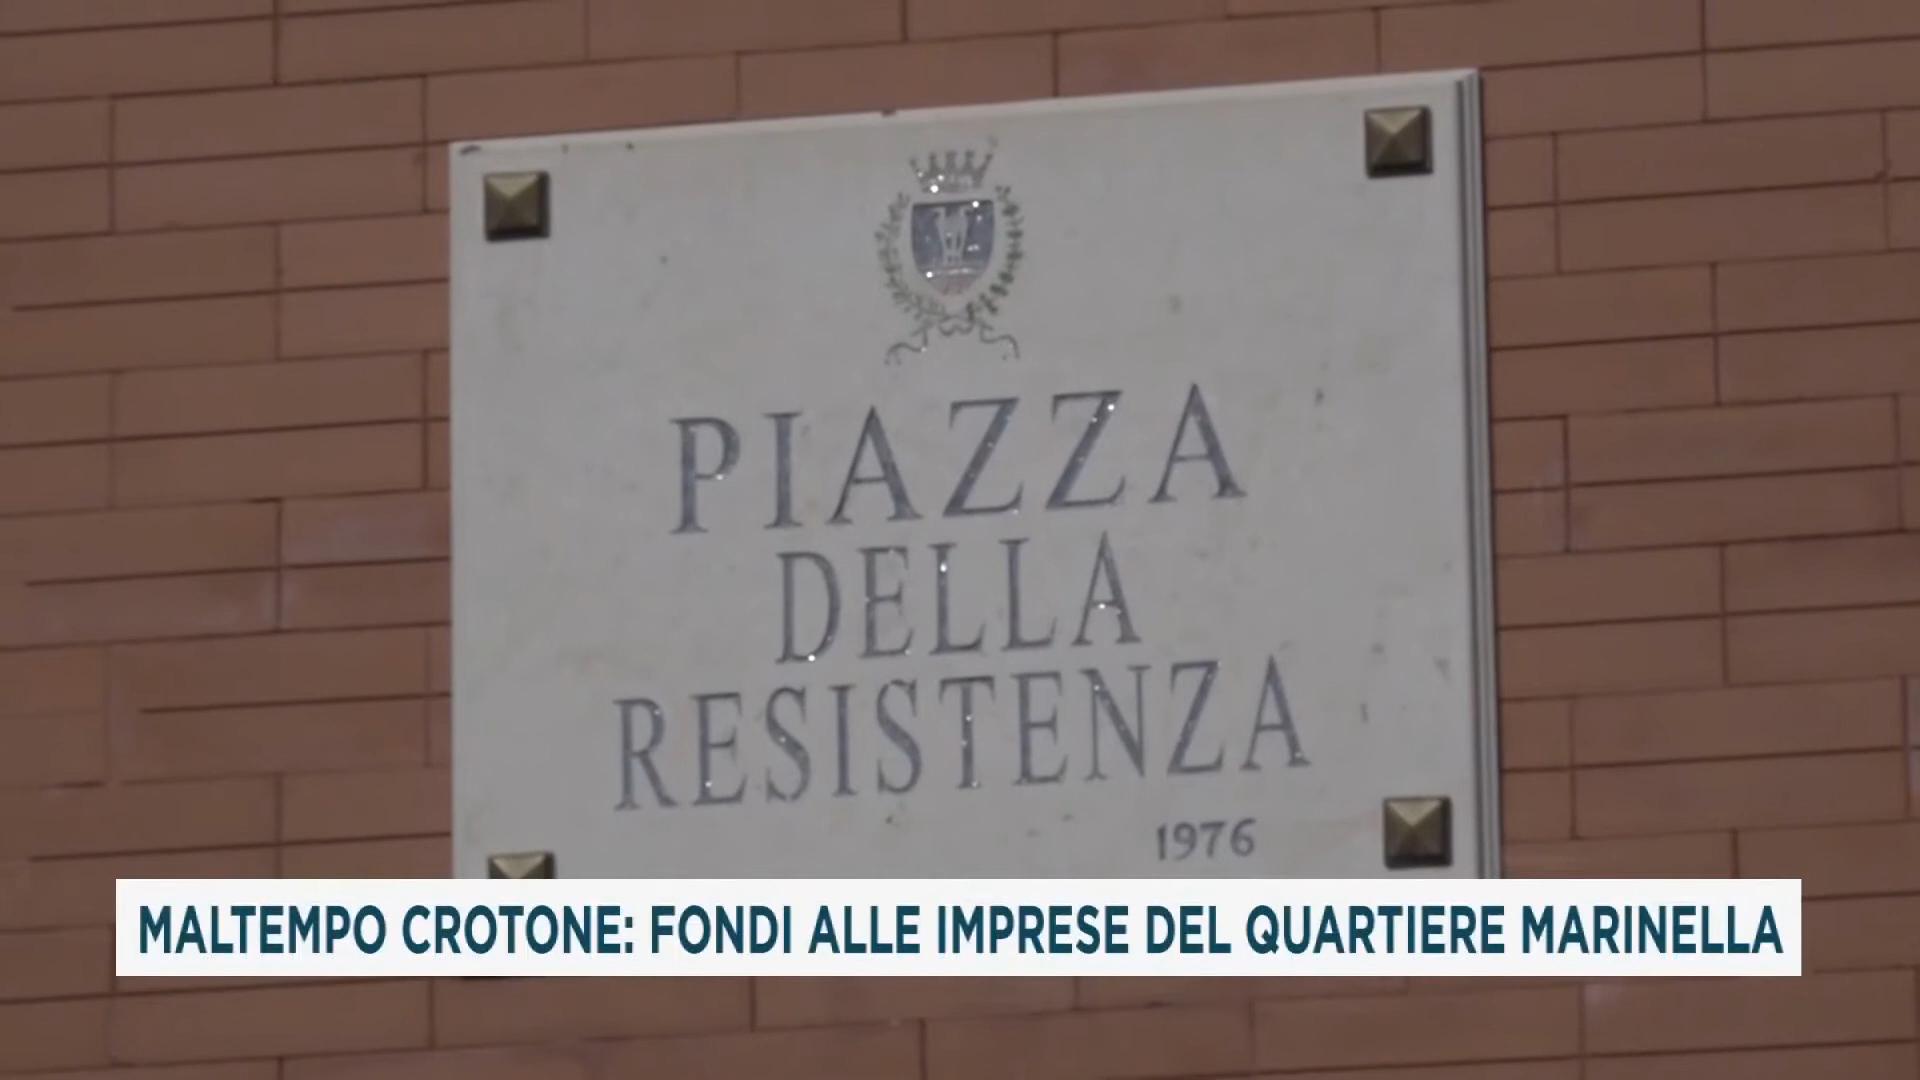 PIAZZA
DELLA
RESISTENZA
1976
MALTEMPO CROTONE: FONDI ALLE IMPRESE DEL QUARTIERE MARINELLA